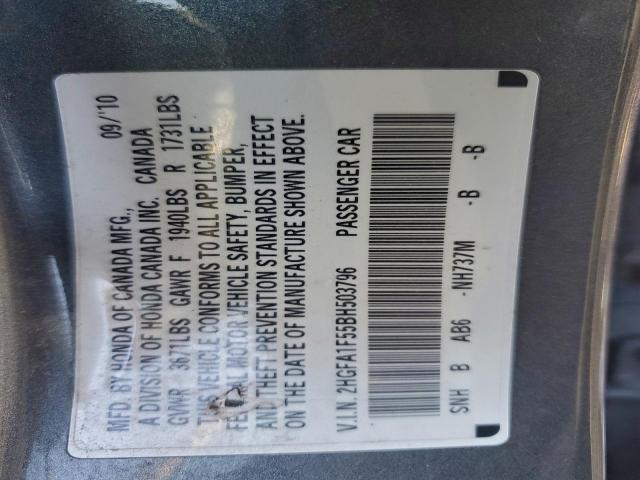 MFD. BY HONDA OF CANADA MFG., 09/'10
A DIVISION OF HONDA CANADA INC. CANADA
GVWR 3671LBS GAWR F 1940LBS R 1731LBS
THIS VEHICLE CONFORMS TO ALL APPLICABLE
FEDERAL MOTOR VEHICLE SAFETY, BUMPER,
AND THEFT PREVENTION STANDARDS IN EFFECT
ON THE DATE OF MANUFACTURE SHOWN ABOVE.
V.I.N. 2HGFA1F55BH503796 PASSENGER CAR
SNH B AB6 -NH737M -B -B